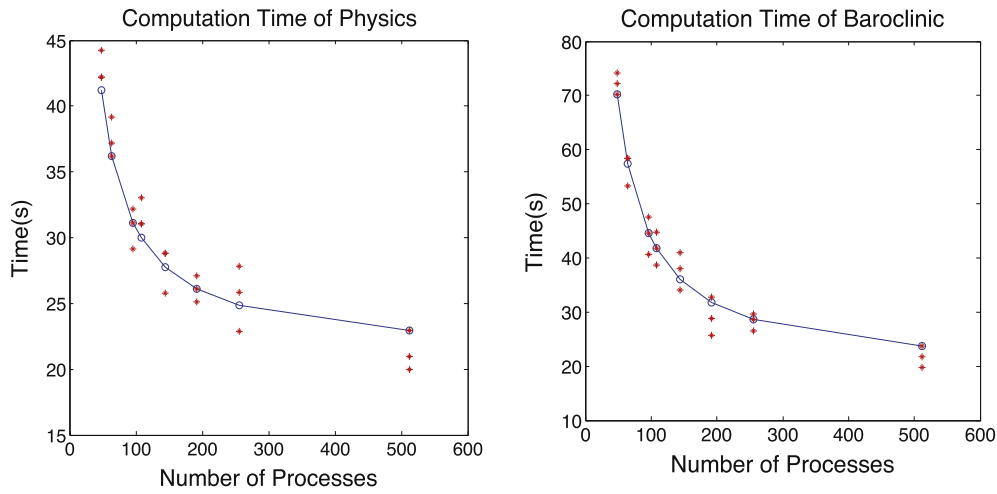 Computation Time of Physics
45
40
35
30
25
20
15
Time(s)
0 100 200 300 400 500 600
Number of Processes
Computation Time of Baroclinic
80
70
60
50
40
30
20
10
Time(s)
0 100 200 300 400 500 600
Number of Processes